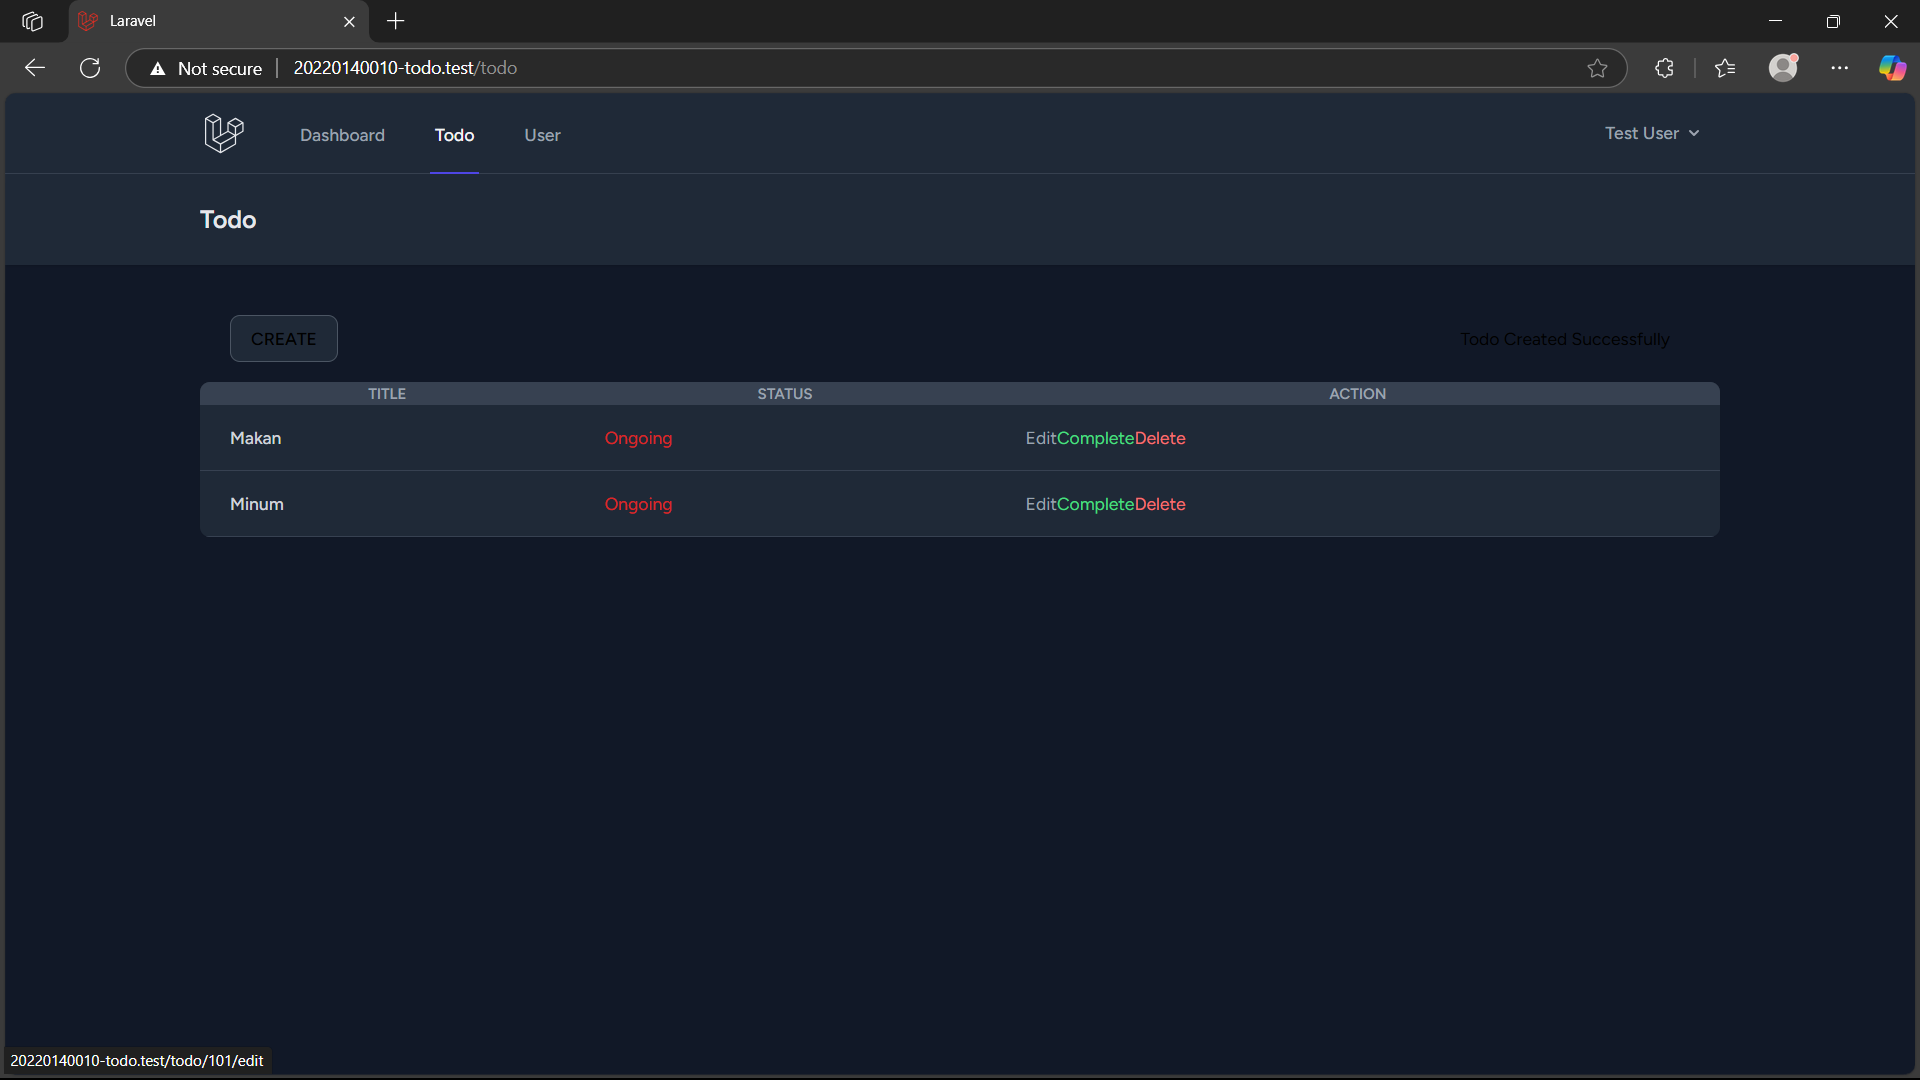 Laravel
Not secure 20220140010-todo.test/todo
Dashboard Todo User Test User
Todo
CREATE Todo Created Successfully
TITLE STATUS ACTION
Makan Ongoing EditCompleteDelete
Minum Ongoing EditCompleteDelete
20220140010-todo.test/todo/101/edit